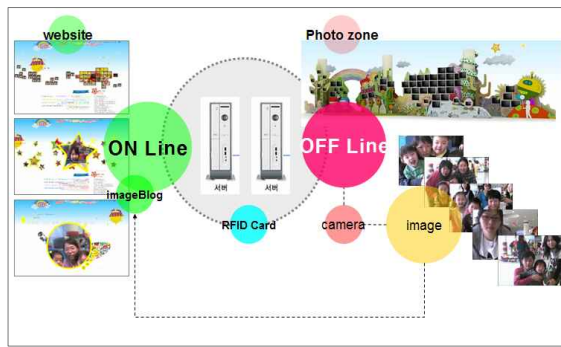 website
Photo zone
ON Line
OFF Line
서버
서버
imageBlog
RFID Card
camera
image